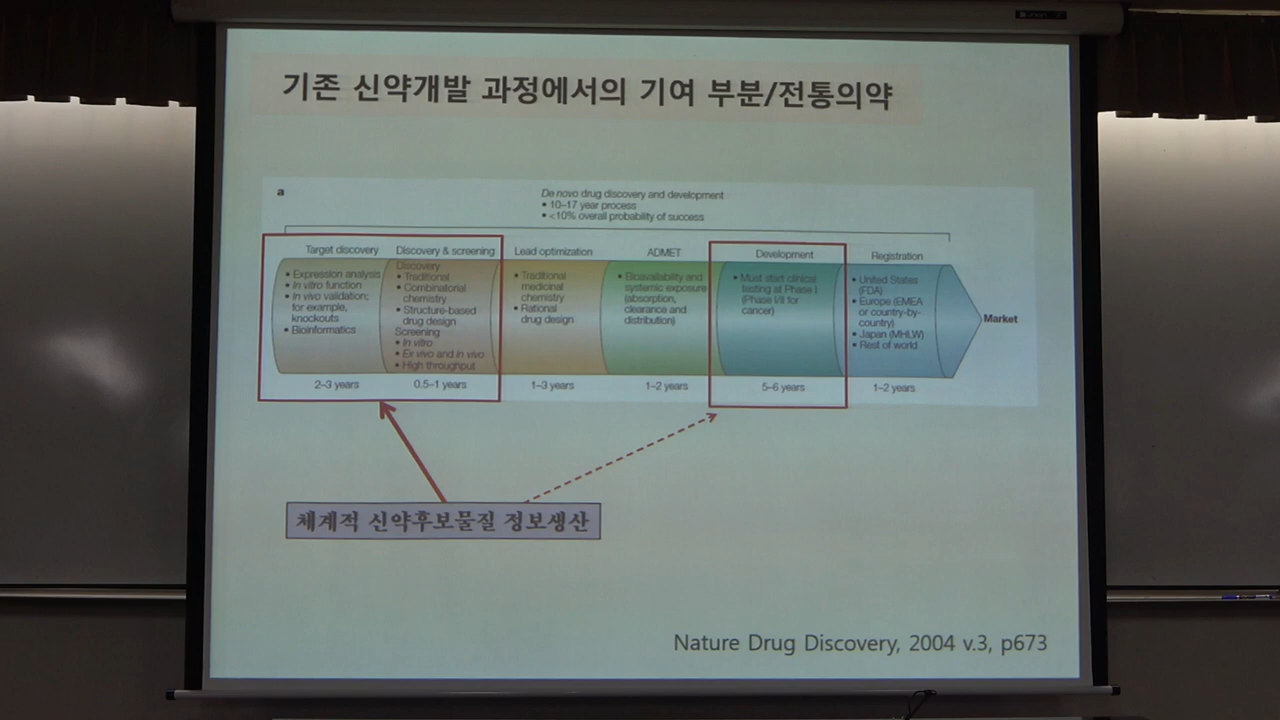 기존 신약개발 과정에서의 기여 부분/전통의약
a
De novo drug discovery and development
• 10–17 year process
• <10% overall probability of success
Target discovery
• Expression analysis
• In vitro function
• In vivo validation;
for example,
knockouts
• Bioinformatics
2–3 years
Discovery & screening
Discovery
• Traditional
• Combinatorial
chemistry
• Structure-based
drug design
Screening
• In vitro
• Ex vivo and in vivo
• High throughput
0.5–1 years
Lead optimization
• Traditional
medicinal
chemistry
• Rational
drug design
1–3 years
ADMET
• Bioavailability and
systemic exposure
(absorption,
clearance and
distribution)
1–2 years
Development
• Must start clinical
testing at Phase I
(Phase I/II for
cancer)
5–6 years
Registration
• United States
(FDA)
• Europe (EMEA
or country-by-
country)
• Japan (MHLW)
• Rest of world
1–2 years
Market
체계적 신약후보물질 정보생산
Nature Drug Discovery, 2004 v.3, p673